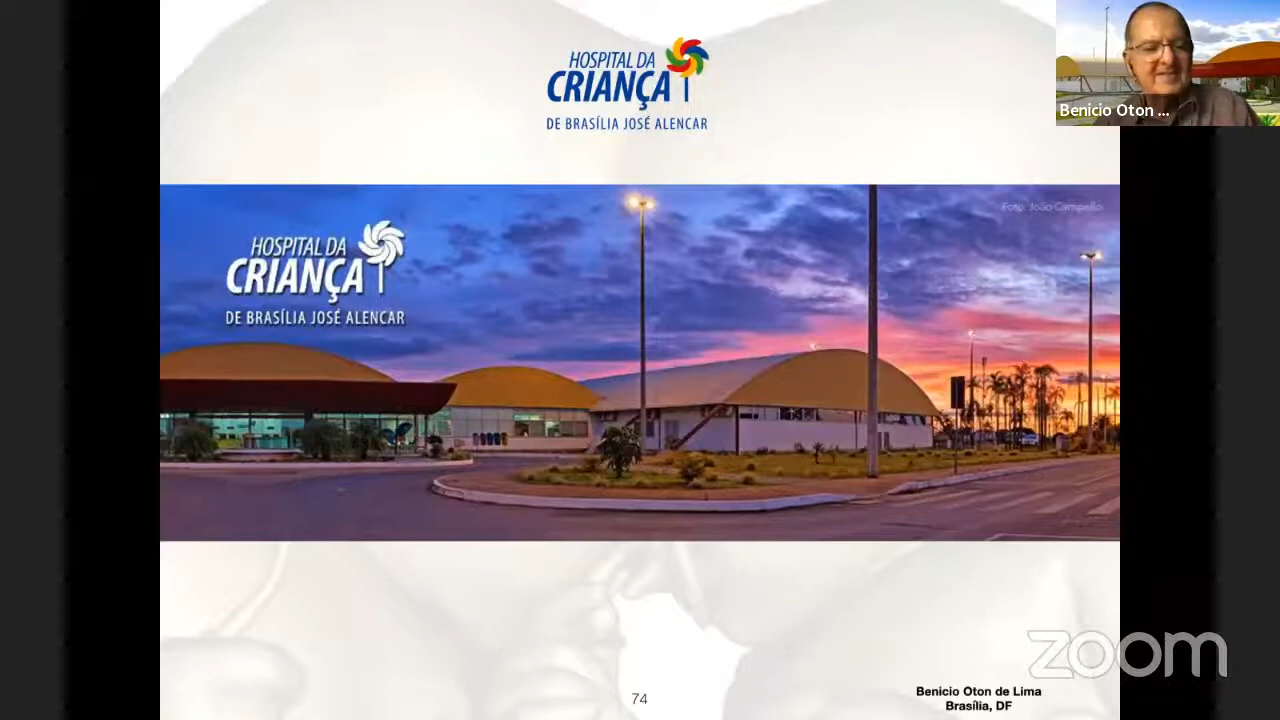 HOSPITAL DA
CRIANÇA
DE BRASÍLIA JOSÉ ALENCAR
Benicio Oton ...
Foto: João Campello
HOSPITAL DA
CRIANÇA
DE BRASÍLIA JOSÉ ALENCAR
zoom
74
Benicio Oton de Lima
Brasília, DF